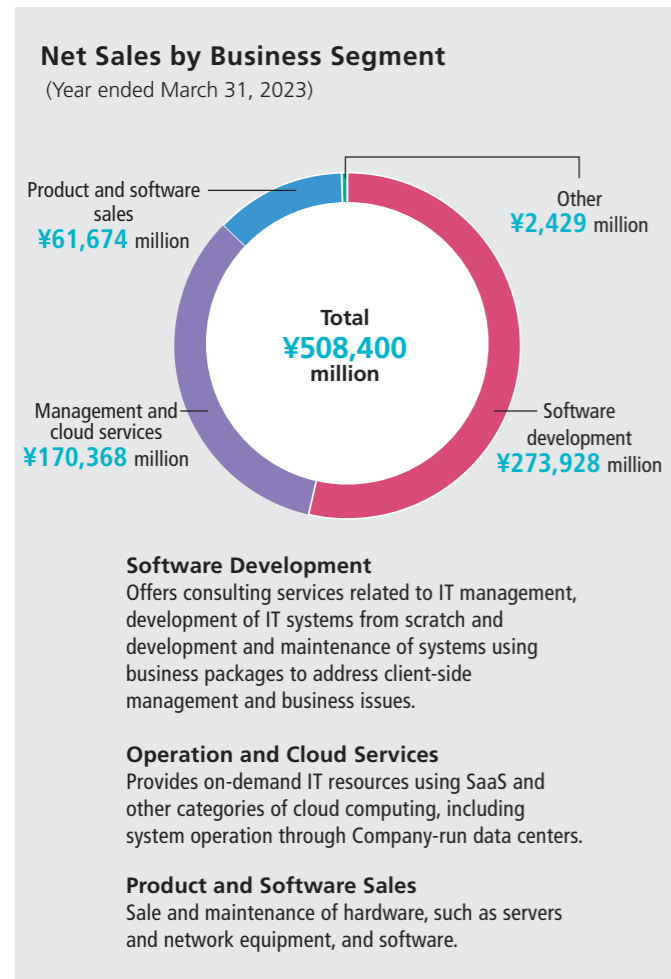 Net Sales by Business Segment
(Year ended March 31, 2023)
Product and software
sales
¥61,674 million
Other
¥2,429 million
Total
¥508,400
million
Management and
cloud services
¥170,368 million
Software
development
¥273,928 million
Software Development
Offers consulting services related to IT management,
development of IT systems from scratch and
development and maintenance of systems using
business packages to address client-side
management and business issues.
Operation and Cloud Services
Provides on-demand IT resources using SaaS and
other categories of cloud computing, including
system operation through Company-run data centers.
Product and Software Sales
Sale and maintenance of hardware, such as servers
and network equipment, and software.